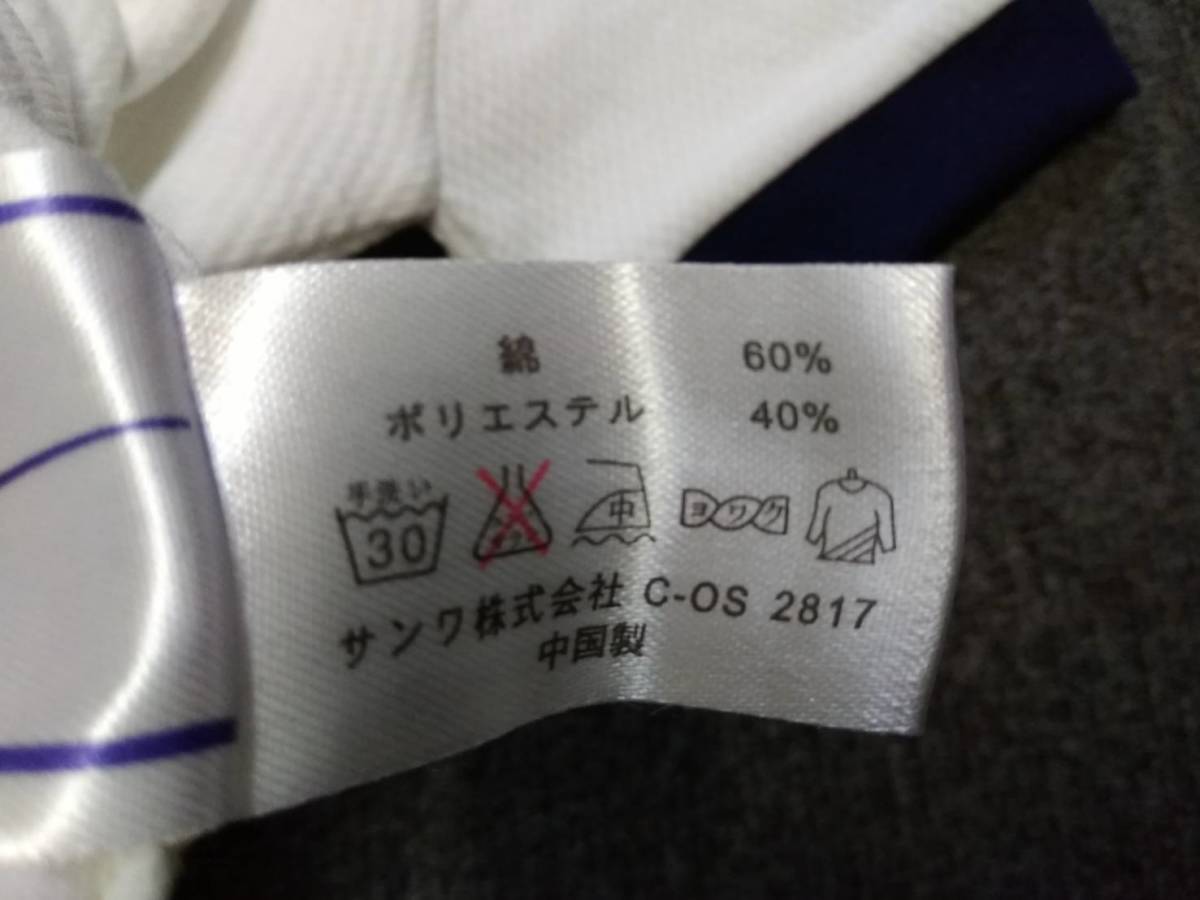 綿 60%
ポリエステル 40%
手洗い
30
中
ヨワク
サンワ株式会社 C-OS 2817
中国製